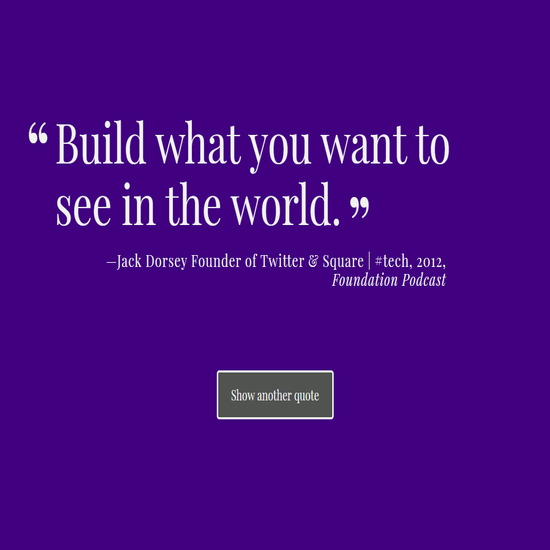 “ Build what you want to
see in the world. ”
—Jack Dorsey Founder of Twitter & Square | #tech, 2012,
Foundation Podcast
Show another quote